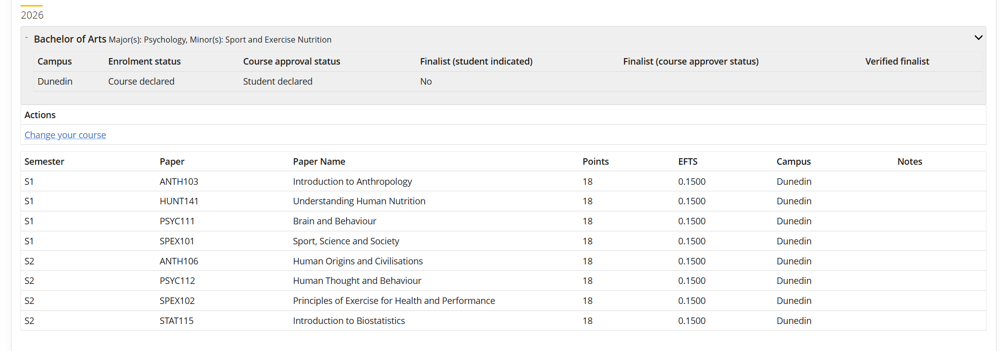 2026
- Bachelor of Arts Major(s): Psychology, Minor(s): Sport and Exercise Nutrition
Campus Enrolment status Course approval status Finalist (student indicated) Finalist (course approver status) Verified finalist
Dunedin Course declared Student declared No
Actions
Change your course
Semester Paper Paper Name Points EFTS Campus Notes
S1 ANTH103 Introduction to Anthropology 18 0.1500 Dunedin
S1 HUNT141 Understanding Human Nutrition 18 0.1500 Dunedin
S1 PSYC111 Brain and Behaviour 18 0.1500 Dunedin
S1 SPEX101 Sport, Science and Society 18 0.1500 Dunedin
S2 ANTH106 Human Origins and Civilisations 18 0.1500 Dunedin
S2 PSYC112 Human Thought and Behaviour 18 0.1500 Dunedin
S2 SPEX102 Principles of Exercise for Health and Performance 18 0.1500 Dunedin
S2 STAT115 Introduction to Biostatistics 18 0.1500 Dunedin